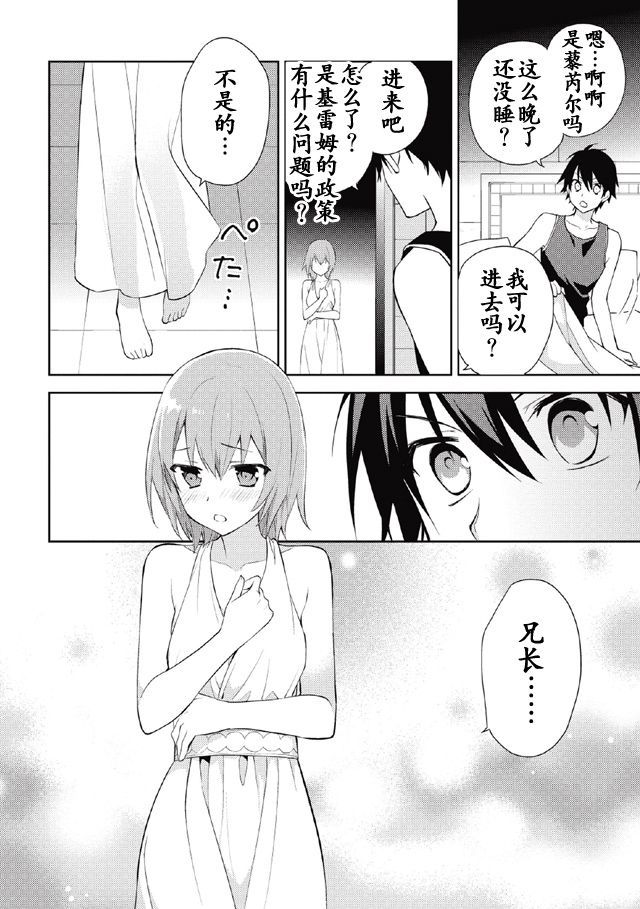 嗯…啊啊
是藜芮尔吗
这么晚了
还没睡？
我可以
进去吗？
进来吧
怎么了？
是基雷姆的政策
有什么问题吗？
不是的…
ぺた…
兄长……